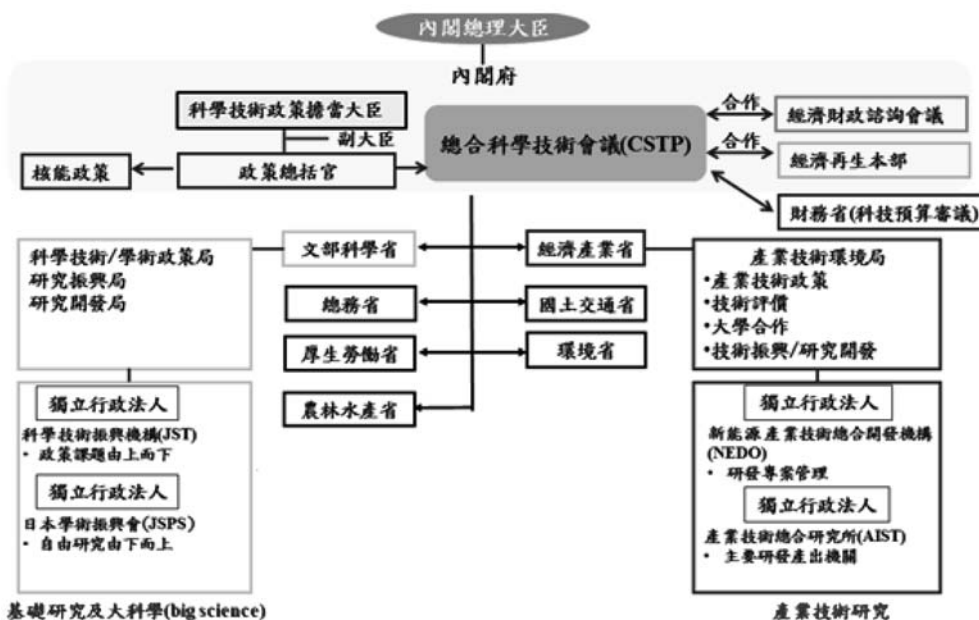 內閣總理大臣
內閣府
科學技術政策擔當大臣
副大臣
政策總括官
核能政策
總合科學技術會議(CSTP)
合作
經濟財政諮詢會議
合作
經濟再生本部
財務省(科技預算審議)
科學技術/學術政策局
研究振興局
研究開發局
文部科學省
經濟產業省
總務省
國土交通省
厚生勞働省
環境省
農林水產省
產業技術環境局
•產業技術政策
•技術評價
•大學合作
•技術振興/研究開發
獨立行政法人
科學技術振興機構(JST)
• 政策課題由上而下
獨立行政法人
日本學術振興會(JSPS)
• 自由研究由下而上
基礎研究及大科學(big science)
獨立行政法人
新能源產業技術總合開發機構
(NEDO)
• 研發專案管理
獨立行政法人
產業技術總合研究所(AIST)
• 主要研發產出機關
產業技術研究